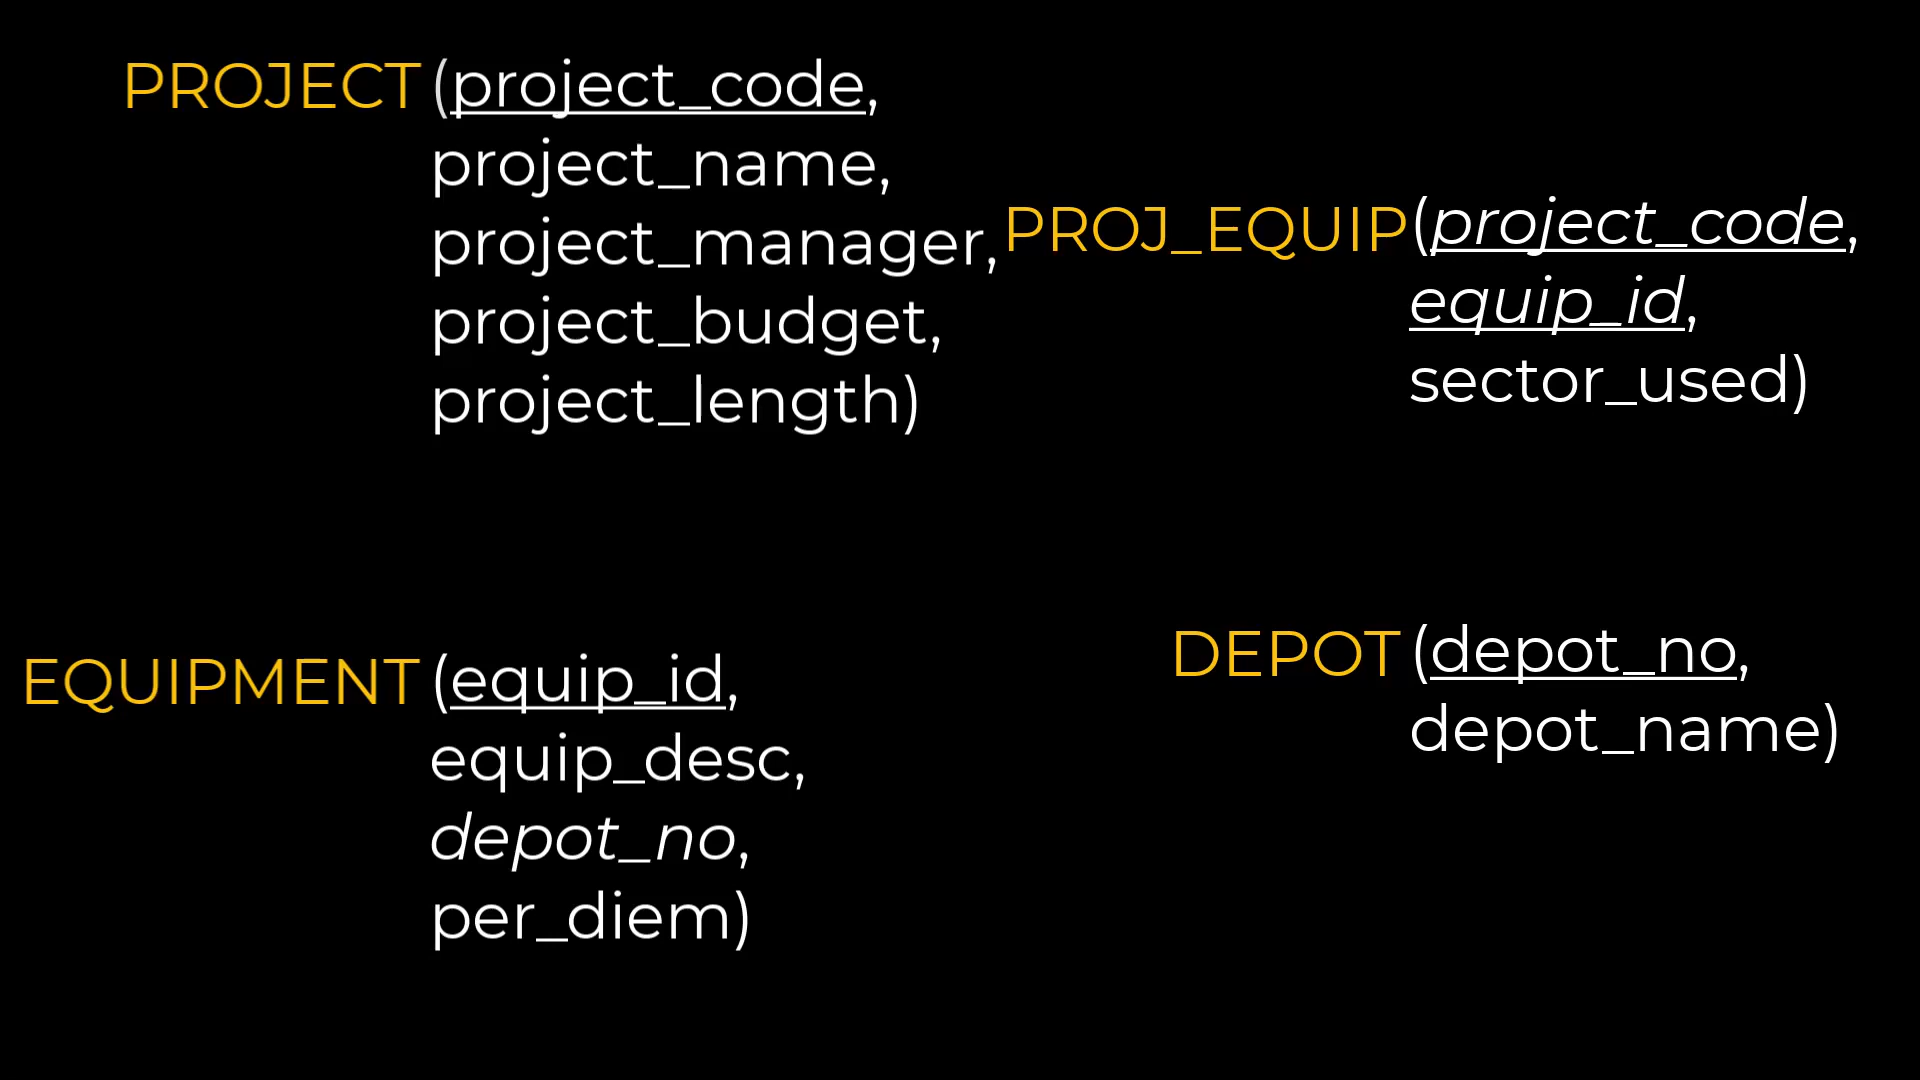 PROJECT (project_code,
project_name,
project_manager,
project_budget,
project_length)
PROJ_EQUIP (project_code,
equip_id,
sector_used)
EQUIPMENT (equip_id,
equip_desc,
depot_no,
per_diem)
DEPOT (depot_no,
depot_name)